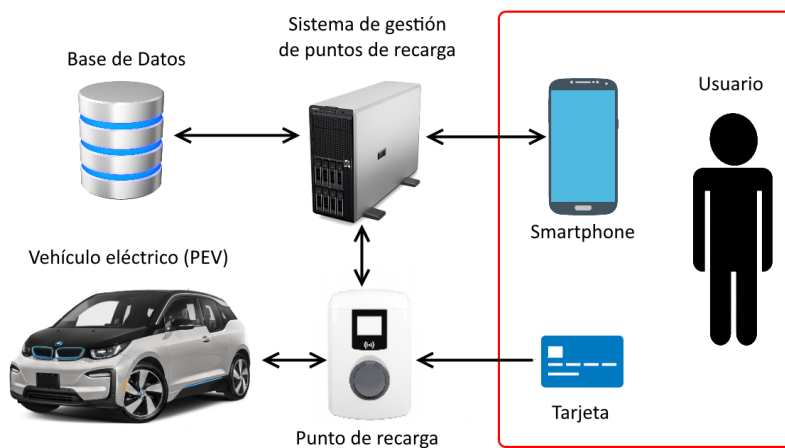 Sistema de gestión
de puntos de recarga
Base de Datos
Usuario
Smartphone
Vehículo eléctrico (PEV)
Tarjeta
Punto de recarga